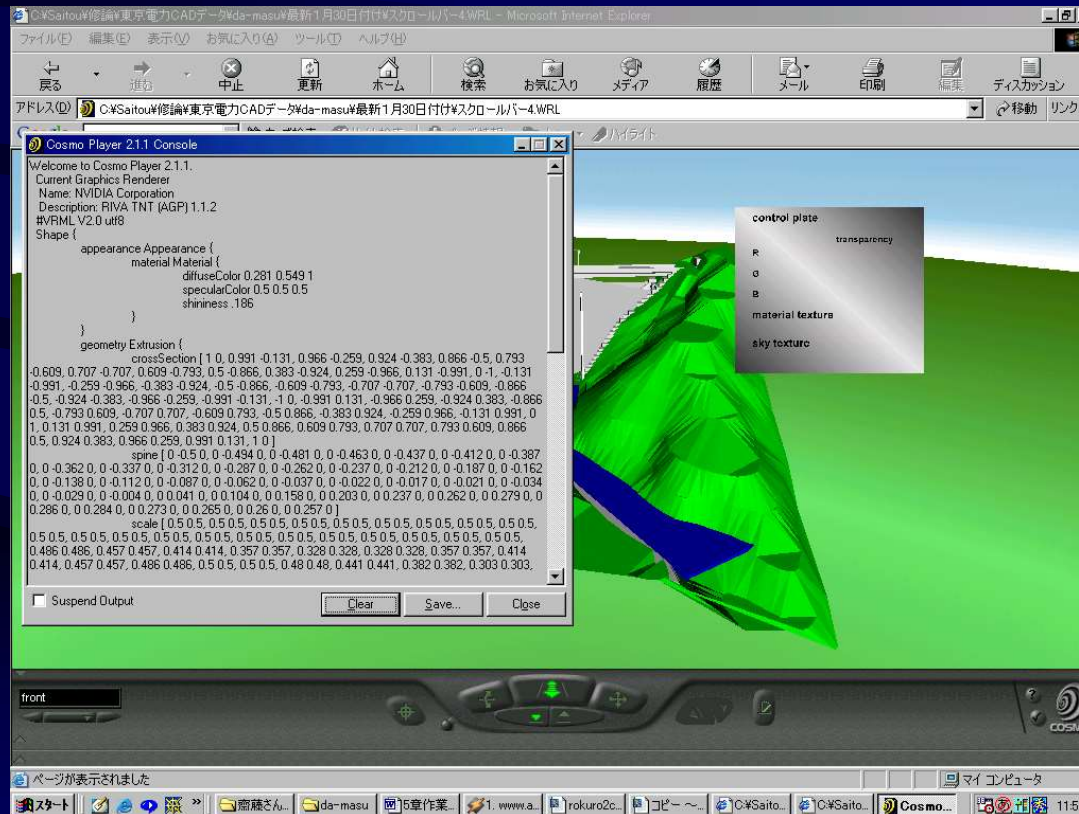 C:¥Saitou¥修論¥東京電力CADデータ¥da-masu¥最新1月30日付け¥スクロールバー4.WRL - Microsoft Internet Explorer
ファイル(F) 編集(E) 表示(V) お気に入り(A) ツール(T) ヘルプ(H)
戻る 進む 中止 更新 ホーム 検索 お気に入り メディア 履歴 メール 印刷 編集 ディスカッション
アドレス(D) C:¥Saitou¥修論¥東京電力CADデータ¥da-masu¥最新1月30日付け¥スクロールバー4.WRL 移動 リンク
ハイライト
Cosmo Player 2.1.1 Console
Welcome to Cosmo Player 2.1.1.
Current Graphics Renderer
Name: NVIDIA Corporation
Description: RIVA TNT (AGP) 1.1.2
#VRML V2.0 utf8
Shape {
appearance Appearance {
material Material {
diffuseColor 0.281 0.549 1
specularColor 0.5 0.5 0.5
shininess .186
}
}
geometry Extrusion {
crossSection [ 1 0, 0.991 -0.131, 0.966 -0.259, 0.924 -0.383, 0.866 -0.5, 0.793
-0.609, 0.707 -0.707, 0.609 -0.793, 0.5 -0.866, 0.383 -0.924, 0.259 -0.966, 0.131 -0.991, 0 -1, -0.131
-0.991, -0.259 -0.966, -0.383 -0.924, -0.5 -0.866, -0.609 -0.793, -0.707 -0.707, -0.793 -0.609, -0.866
-0.5, -0.924 -0.383, -0.966 -0.259, -0.991 -0.131, -1 0, -0.991 0.131, -0.966 0.259, -0.924 0.383, -0.866
0.5, -0.793 0.609, -0.707 0.707, -0.609 0.793, -0.5 0.866, -0.383 0.924, -0.259 0.966, -0.131 0.991, 0
1, 0.131 0.991, 0.259 0.966, 0.383 0.924, 0.5 0.866, 0.609 0.793, 0.707 0.707, 0.793 0.609, 0.866
0.5, 0.924 0.383, 0.966 0.259, 0.991 0.131, 1 0 ]
spine [ 0 -0.5 0, 0 -0.494 0, 0 -0.481 0, 0 -0.463 0, 0 -0.437 0, 0 -0.412 0, 0 -0.387
0, 0 -0.362 0, 0 -0.337 0, 0 -0.312 0, 0 -0.287 0, 0 -0.262 0, 0 -0.237 0, 0 -0.212 0, 0 -0.187 0, 0 -0.162
0, 0 -0.138 0, 0 -0.112 0, 0 -0.087 0, 0 -0.062 0, 0 -0.037 0, 0 -0.022 0, 0 -0.017 0, 0 -0.021 0, 0 -0.034
0, 0 -0.029 0, 0 -0.004 0, 0 0.041 0, 0 0.104 0, 0 0.158 0, 0 0.203 0, 0 0.237 0, 0 0.262 0, 0 0.279 0, 0
0.286 0, 0 0.284 0, 0 0.273 0, 0 0.265 0, 0 0.26 0, 0 0.257 0 ]
scale [ 0.5 0.5, 0.5 0.5, 0.5 0.5, 0.5 0.5, 0.5 0.5, 0.5 0.5, 0.5 0.5, 0.5 0.5, 0.5 0.5,
0.5 0.5, 0.5 0.5, 0.5 0.5, 0.5 0.5, 0.5 0.5, 0.5 0.5, 0.5 0.5, 0.5 0.5, 0.5 0.5, 0.5 0.5, 0.5 0.5,
0.486 0.486, 0.457 0.457, 0.414 0.414, 0.357 0.357, 0.328 0.328, 0.328 0.328, 0.357 0.357, 0.414
0.414, 0.457 0.457, 0.486 0.486, 0.5 0.5, 0.5 0.5, 0.48 0.48, 0.441 0.441, 0.382 0.382, 0.303 0.303,
Suspend Output Clear Save... Close
control plate
transparency
R
G
B
material texture
sky texture
front
ページが表示されました マイ コンピュータ
スタート » 齋藤さん... da-masu 5章作業... 1. www.a... rokuro2c... コピー ～... C:¥Saito... C:¥Saito... Cosmo... 11:5